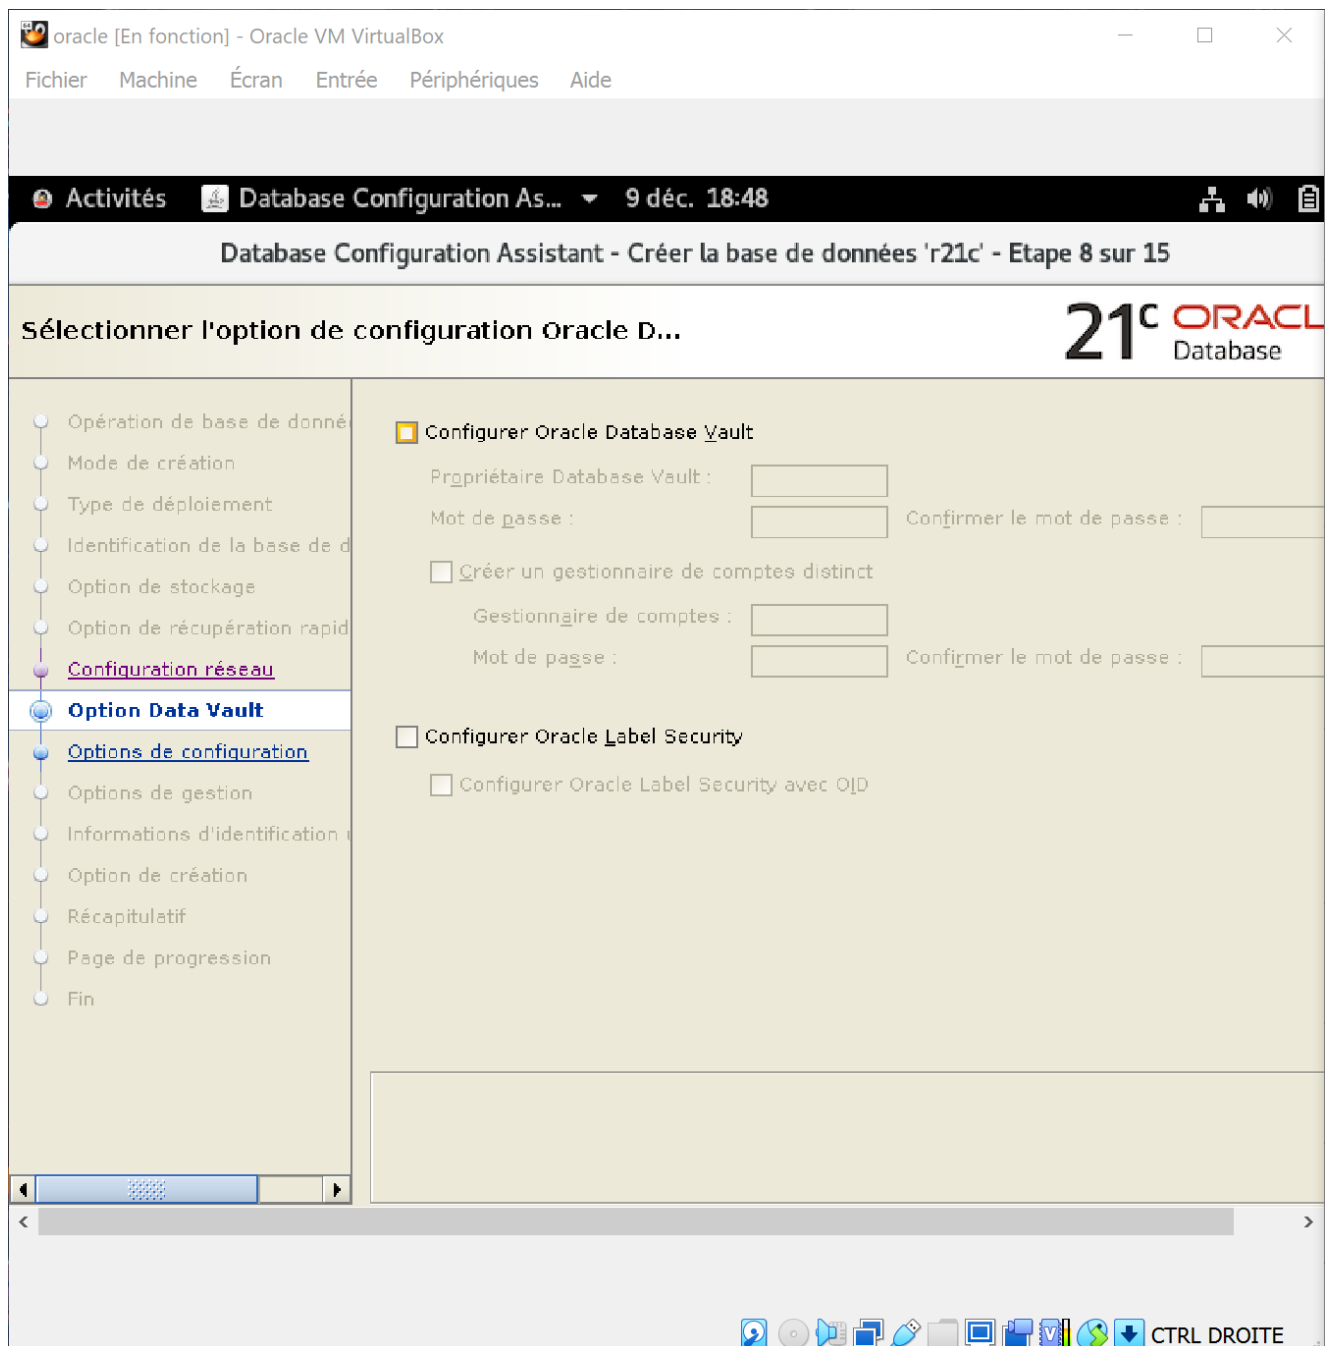 oracle [En fonction] - Oracle VM VirtualBox
Fichier Machine Écran Entrée Périphériques Aide
Activités Database Configuration As... 9 déc. 18:48
Database Configuration Assistant - Créer la base de données 'r21c' - Etape 8 sur 15
Sélectionner l'option de configuration Oracle D...
21c ORACL
Database
Opération de base de donné
Mode de création
Type de déploiement
Identification de la base de d
Option de stockage
Option de récupération rapid
Configuration réseau
Option Data Vault
Options de configuration
Options de gestion
Informations d'identification
Option de création
Récapitulatif
Page de progression
Fin
Configurer Oracle Database Vault
Propriétaire Database Vault :
Mot de passe :
Confirmer le mot de passe :
Créer un gestionnaire de comptes distinct
Gestionnaire de comptes :
Mot de passe :
Confirmer le mot de passe :
Configurer Oracle Label Security
Configurer Oracle Label Security avec OID
CTRL DROITE